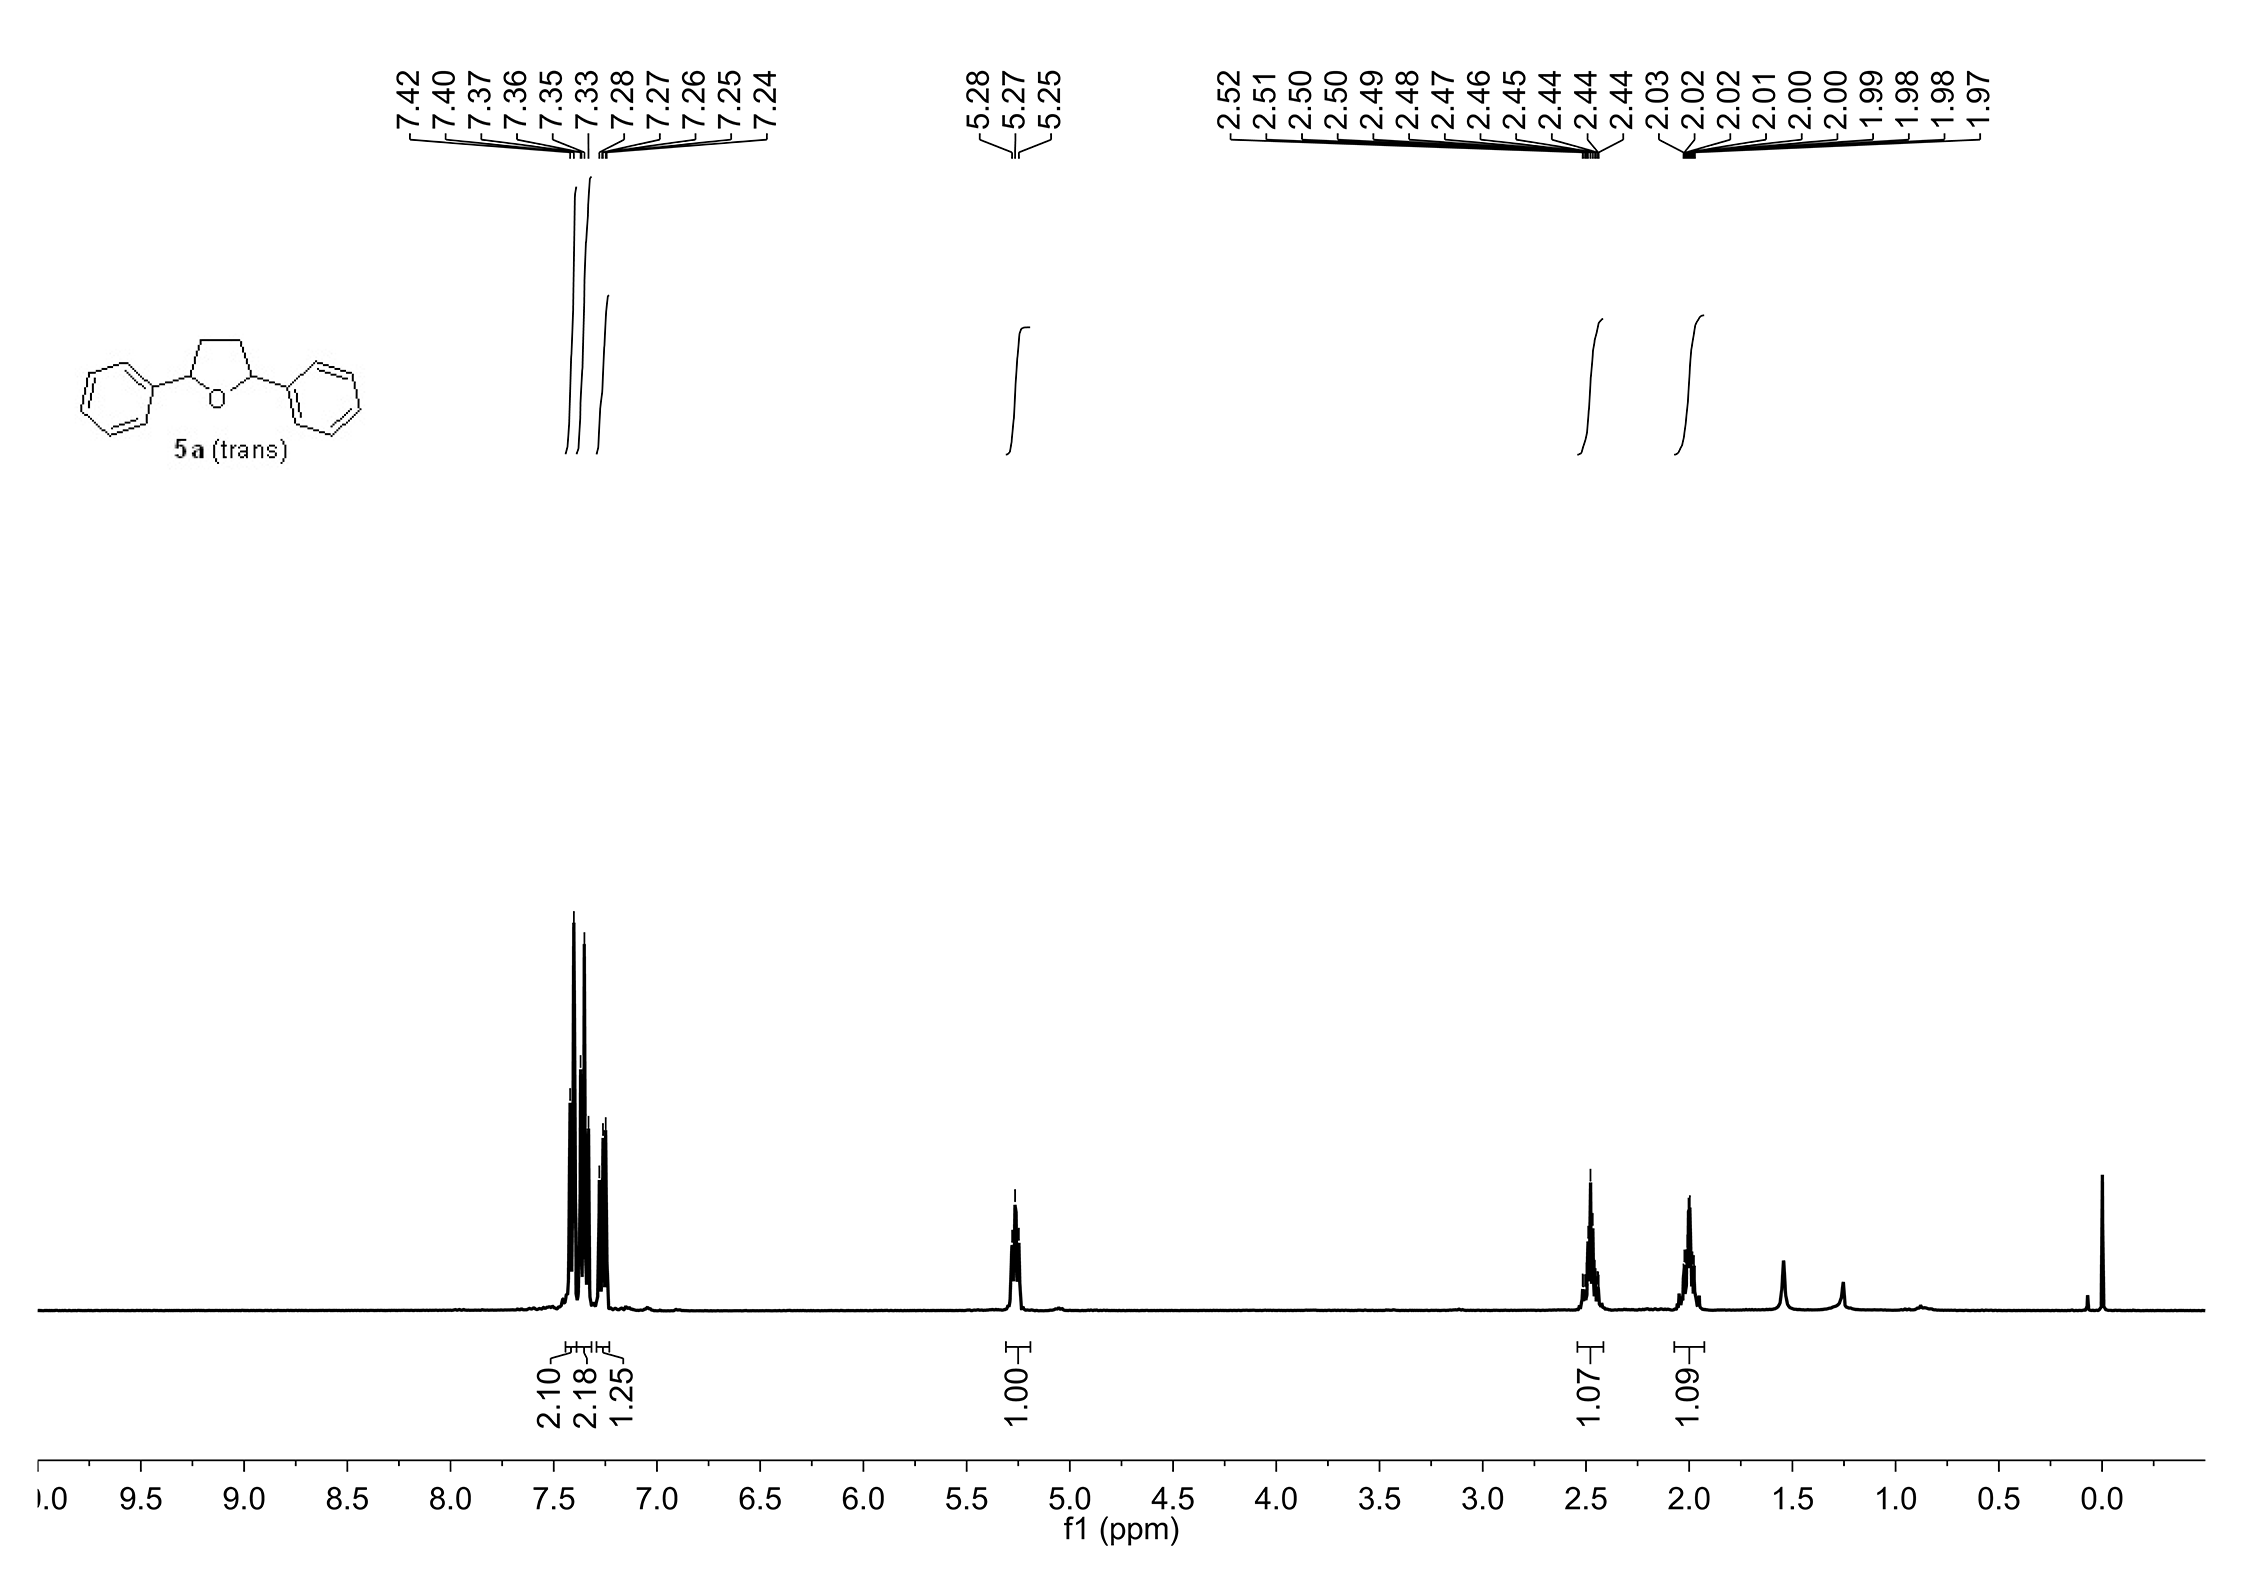 7.42 7.40 7.37 7.36 7.35 7.33 7.28 7.27 7.26 7.25 7.24 5.28 5.27 5.25 2.52 2.51 2.50 2.50 2.49 2.48 2.47 2.46 2.45 2.44 2.44 2.44 2.03 2.02 2.02 2.01 2.00 2.00 1.99 1.98 1.98 1.97
O
5a (trans)
2.10 2.18 1.25 1.00 1.07 1.09
0.0 9.5 9.0 8.5 8.0 7.5 7.0 6.5 6.0 5.5 5.0 4.5 4.0 3.5 3.0 2.5 2.0 1.5 1.0 0.5 0.0
f1 (ppm)